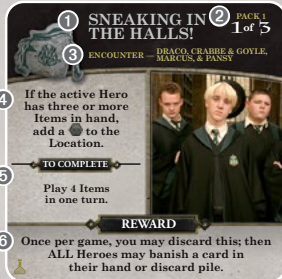 1
SNEAKING IN
THE HALLS!
2
PACK 1
1 of 3
3
ENCOUNTER — DRACO, CRABBE & GOYLE,
MARCUS, & PANSY
4
If the active Hero
has three or more
Items in hand,
add a to the
Location.
TO COMPLETE
5
Play 4 Items
in one turn.
REWARD
6
Once per game, you may discard this; then
ALL Heroes may banish a card in
their hand or discard pile.